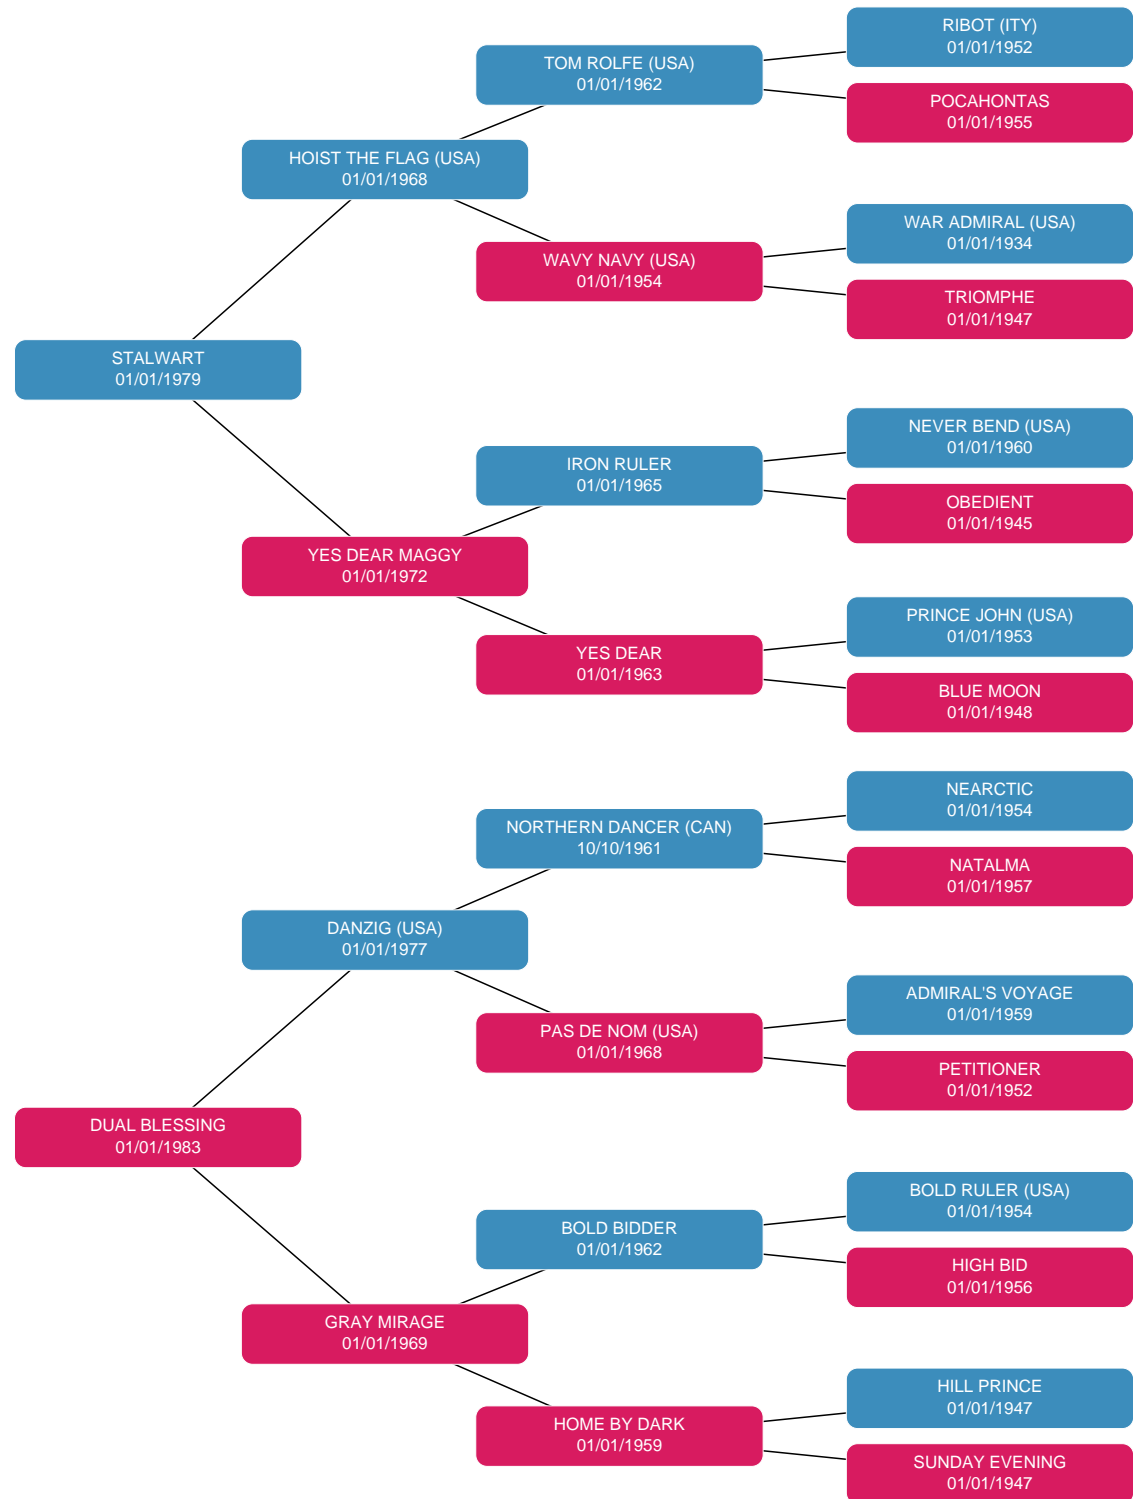 RIBOT (ITY)
01/01/1952
TOM ROLFE (USA)
01/01/1962
POCAHONTAS
01/01/1955
HOIST THE FLAG (USA)
01/01/1968
WAR ADMIRAL (USA)
01/01/1934
WAVY NAVY (USA)
01/01/1954
TRIOMPHE
01/01/1947
STALWART
01/01/1979
NEVER BEND (USA)
01/01/1960
IRON RULER
01/01/1965
OBEDIENT
01/01/1945
YES DEAR MAGGY
01/01/1972
PRINCE JOHN (USA)
01/01/1953
YES DEAR
01/01/1963
BLUE MOON
01/01/1948
NEARCTIC
01/01/1954
NORTHERN DANCER (CAN)
10/10/1961
NATALMA
01/01/1957
DANZIG (USA)
01/01/1977
ADMIRAL'S VOYAGE
01/01/1959
PAS DE NOM (USA)
01/01/1968
PETITIONER
01/01/1952
DUAL BLESSING
01/01/1983
BOLD RULER (USA)
01/01/1954
BOLD BIDDER
01/01/1962
HIGH BID
01/01/1956
GRAY MIRAGE
01/01/1969
HILL PRINCE
01/01/1947
HOME BY DARK
01/01/1959
SUNDAY EVENING
01/01/1947